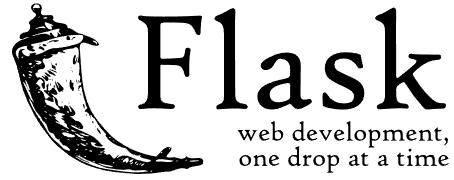 Flask
web development,
one drop at a time